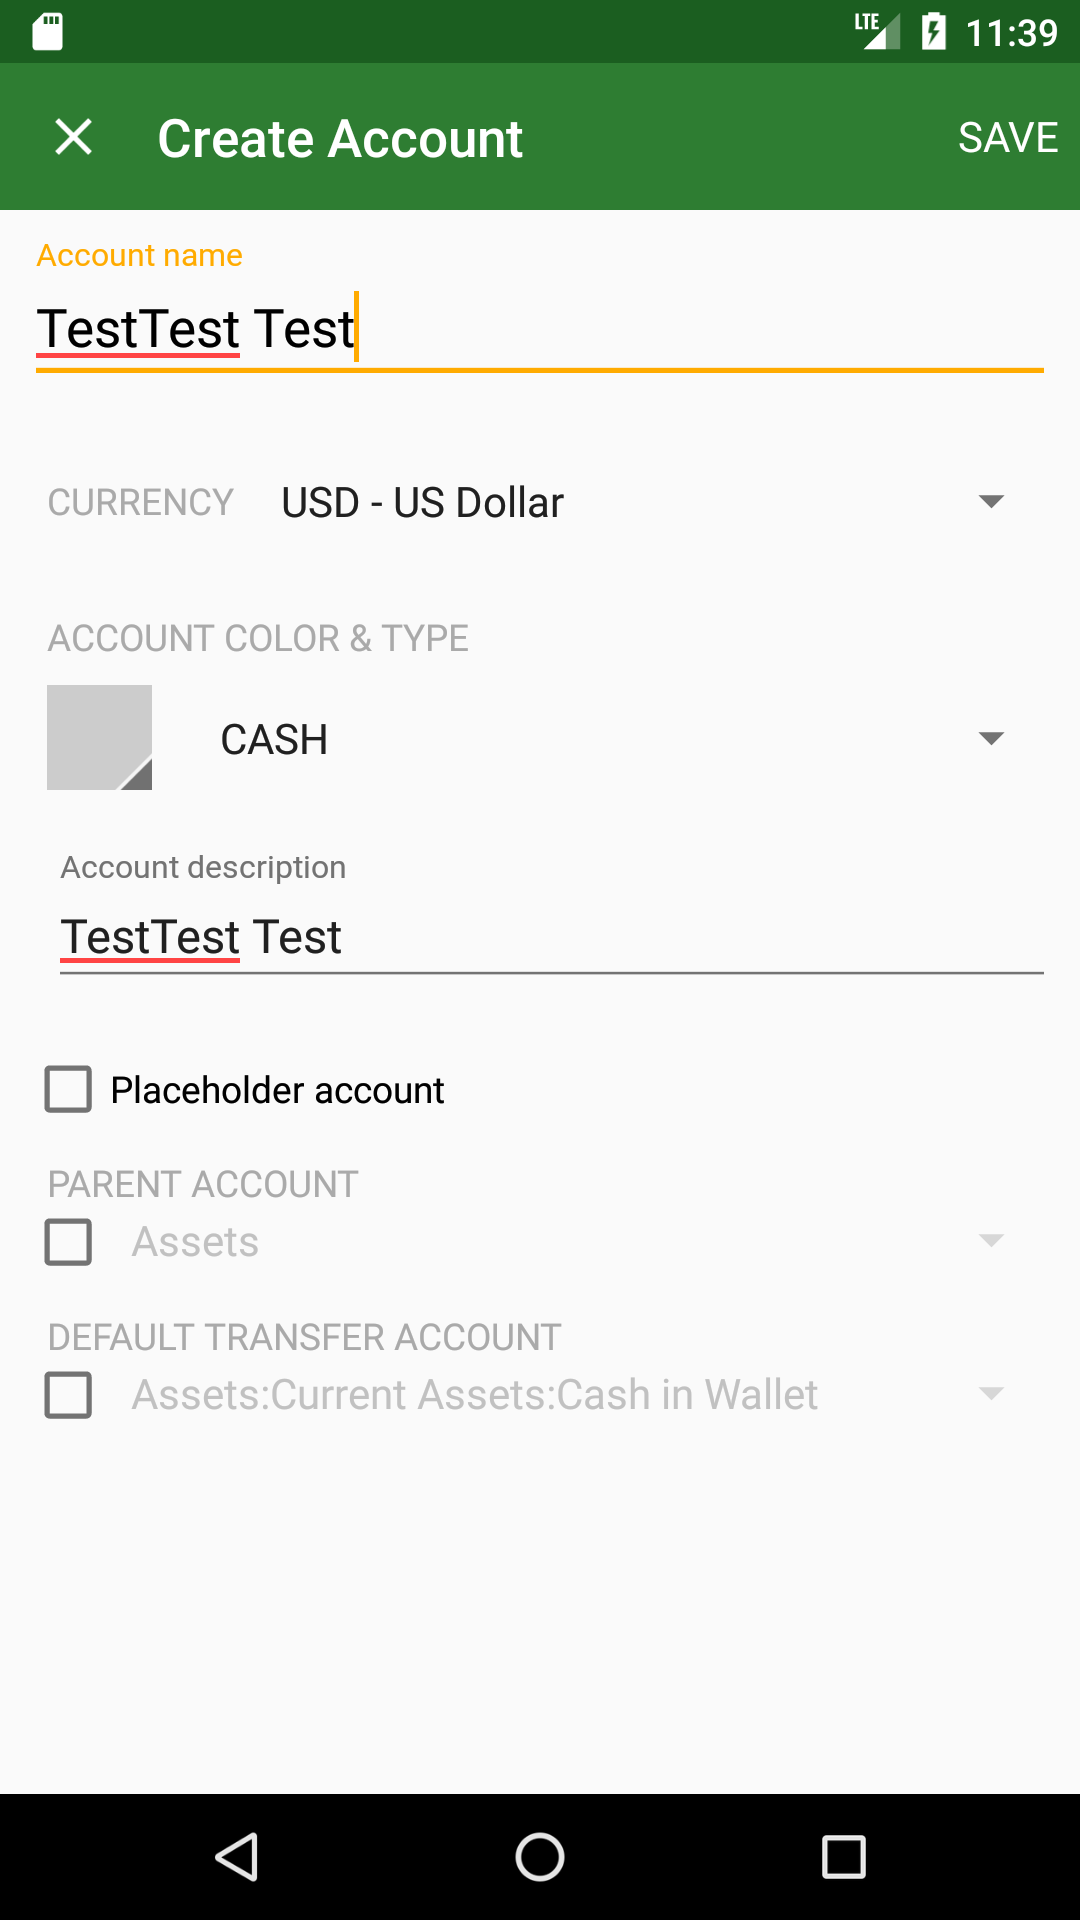 LTE 11:39
Create Account SAVE
Account name
TestTest Test
CURRENCY USD - US Dollar
ACCOUNT COLOR & TYPE
CASH
Account description
TestTest Test
Placeholder account
PARENT ACCOUNT
Assets
DEFAULT TRANSFER ACCOUNT
Assets:Current Assets:Cash in Wallet